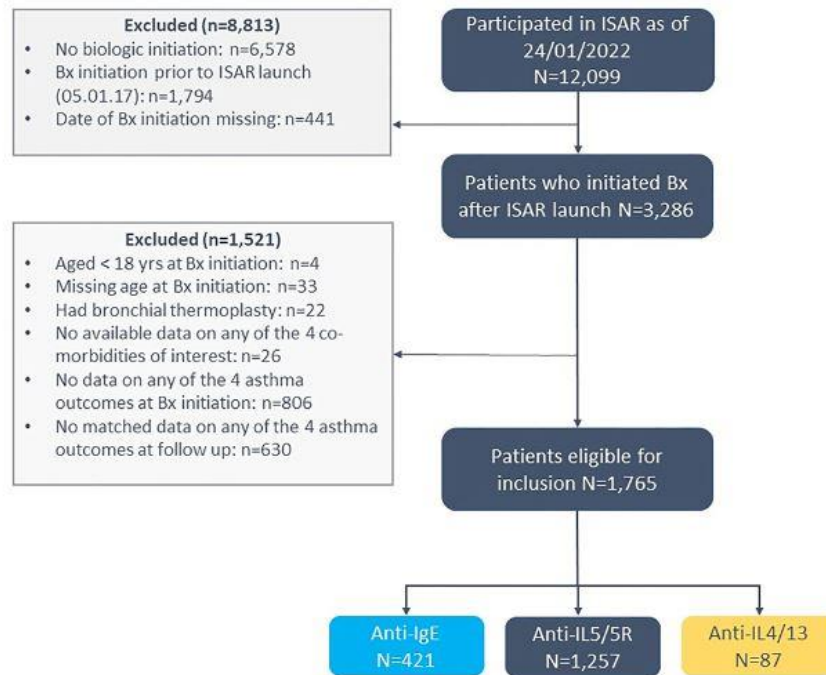 Excluded (n=8,813)
• No biologic initiation: n=6,578
• Bx initiation prior to ISAR launch
(05.01.17): n=1,794
• Date of Bx initiation missing: n=441
Participated in ISAR as of
24/01/2022
N=12,099
Patients who initiated Bx
after ISAR launch N=3,286
Excluded (n=1,521)
• Aged < 18 yrs at Bx initiation: n=4
• Missing age at Bx initiation: n=33
• Had bronchial thermoplasty: n=22
• No available data on any of the 4 co-
morbidities of interest: n=26
• No data on any of the 4 asthma
outcomes at Bx initiation: n=806
• No matched data on any of the 4 asthma
outcomes at follow up: n=630
Patients eligible for
inclusion N=1,765
Anti-IgE
N=421
Anti-IL5/5R
N=1,257
Anti-IL4/13
N=87